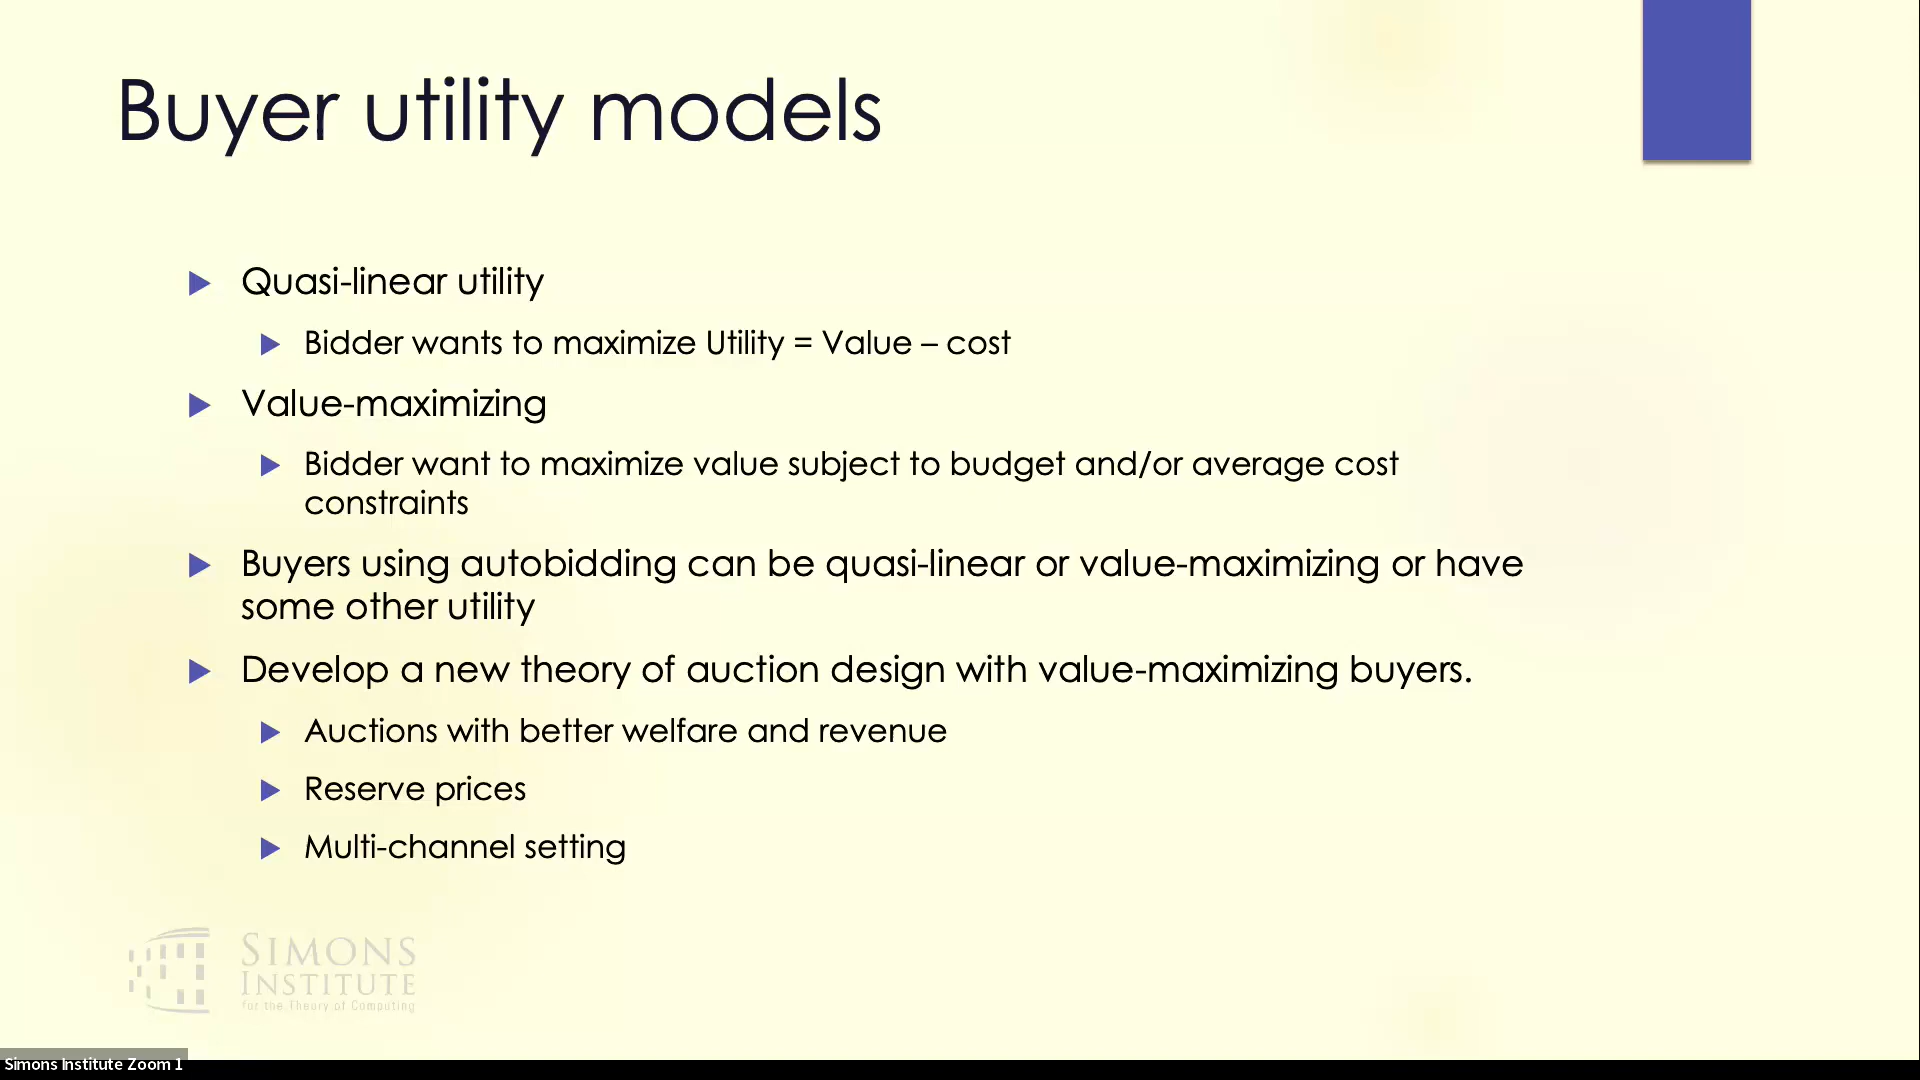 Buyer utility models
Quasi-linear utility
Bidder wants to maximize Utility = Value – cost
Value-maximizing
Bidder want to maximize value subject to budget and/or average cost
constraints
Buyers using autobidding can be quasi-linear or value-maximizing or have
some other utility
Develop a new theory of auction design with value-maximizing buyers.
Auctions with better welfare and revenue
Reserve prices
Multi-channel setting
SIMONS
INSTITUTE
for the Theory of Computing
Simons Institute Zoom 1